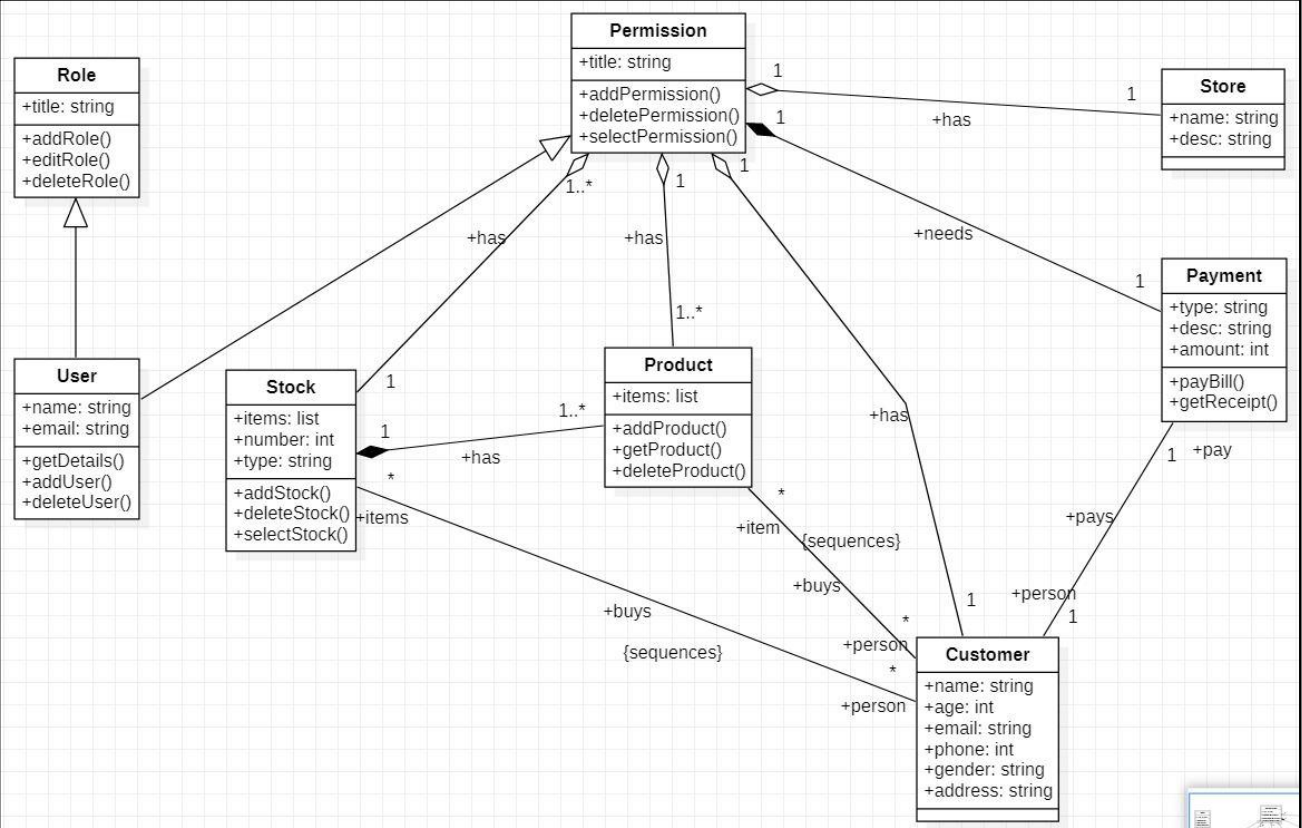 Permission
+title: string
+addPermission()
+deletePermission()
+selectPermission()
Role
+title: string
+addRole()
+editRole()
+deleteRole()
Store
+name: string
+desc: string
1
1
+has
1
+needs
1
1..*
+has
1
1
+has
1..*
1
+has
1
Payment
+type: string
+desc: string
+amount: int
+payBill()
+getReceipt()
User
+name: string
+email: string
+getDetails()
+addUser()
+deleteUser()
Stock
+items: list
+number: int
+type: string
+addStock()
+deleteStock()
+selectStock()
Product
+items: list
+addProduct()
+getProduct()
+deleteProduct()
1
1..*
+has
*
+items
+buys
{sequences}
*
+person
*
+item
{sequences}
+buys
*
+person
1
+pay
+pays
+person
1
Customer
+name: string
+age: int
+email: string
+phone: int
+gender: string
+address: string